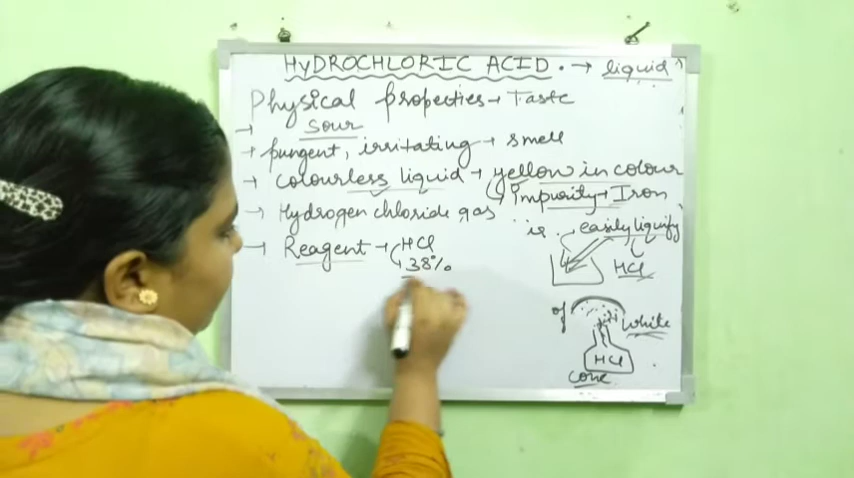 HYDROCHLORIC ACID. → liquid
Physical properties → Taste
→ sour
→ pungent, irritating → smell
→ colourless liquid → yellow in colour
impurity → Iron
→ Hydrogen chloride gas is easily liquify
→ Reagent → HCl
38%
HCl
of
white
HCl
conc